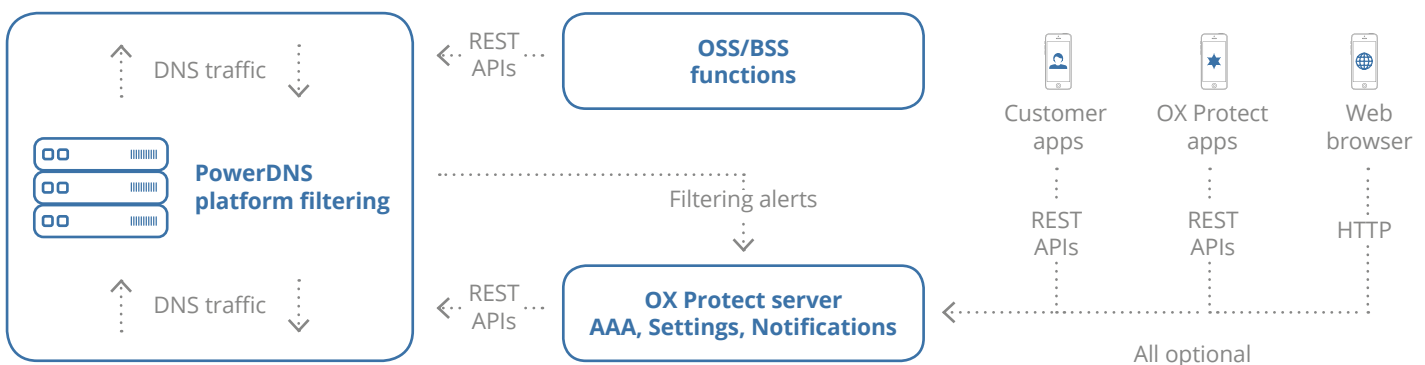 DNS traffic
PowerDNS
platform filtering
DNS traffic
REST
APIs
OSS/BSS
functions
Filtering alerts
REST
APIs
OX Protect server
AAA, Settings, Notifications
Customer
apps
OX Protect
apps
Web
browser
REST
APIs
REST
APIs
HTTP
All optional